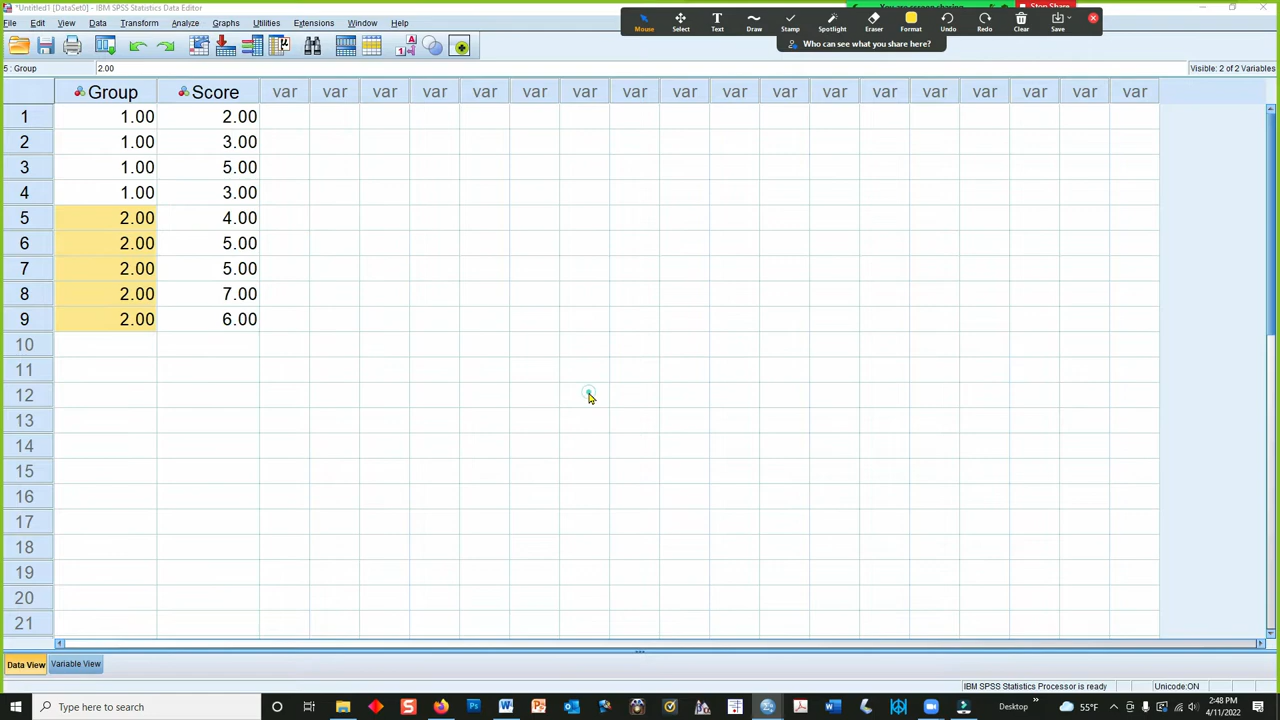 *Untitled1 [DataSet0] - IBM SPSS Statistics Data Editor
File Edit View Data Transform Analyze Graphs Utilities Extensions Window Help
Mouse Select Text Draw Stamp Spotlight Eraser Format Undo Redo Clear Save
Who can see what you share here?
5 : Group 2.00 Visible: 2 of 2 Variables
Group Score var var var var var var var var var var var var var var var var var var
1 1.00 2.00
2 1.00 3.00
3 1.00 5.00
4 1.00 3.00
5 2.00 4.00
6 2.00 5.00
7 2.00 5.00
8 2.00 7.00
9 2.00 6.00
10
11
12
13
14
15
16
17
18
19
20
21
Data View Variable View
IBM SPSS Statistics Processor is ready Unicode:ON
Type here to search Desktop 55°F 2:48 PM
4/11/2022